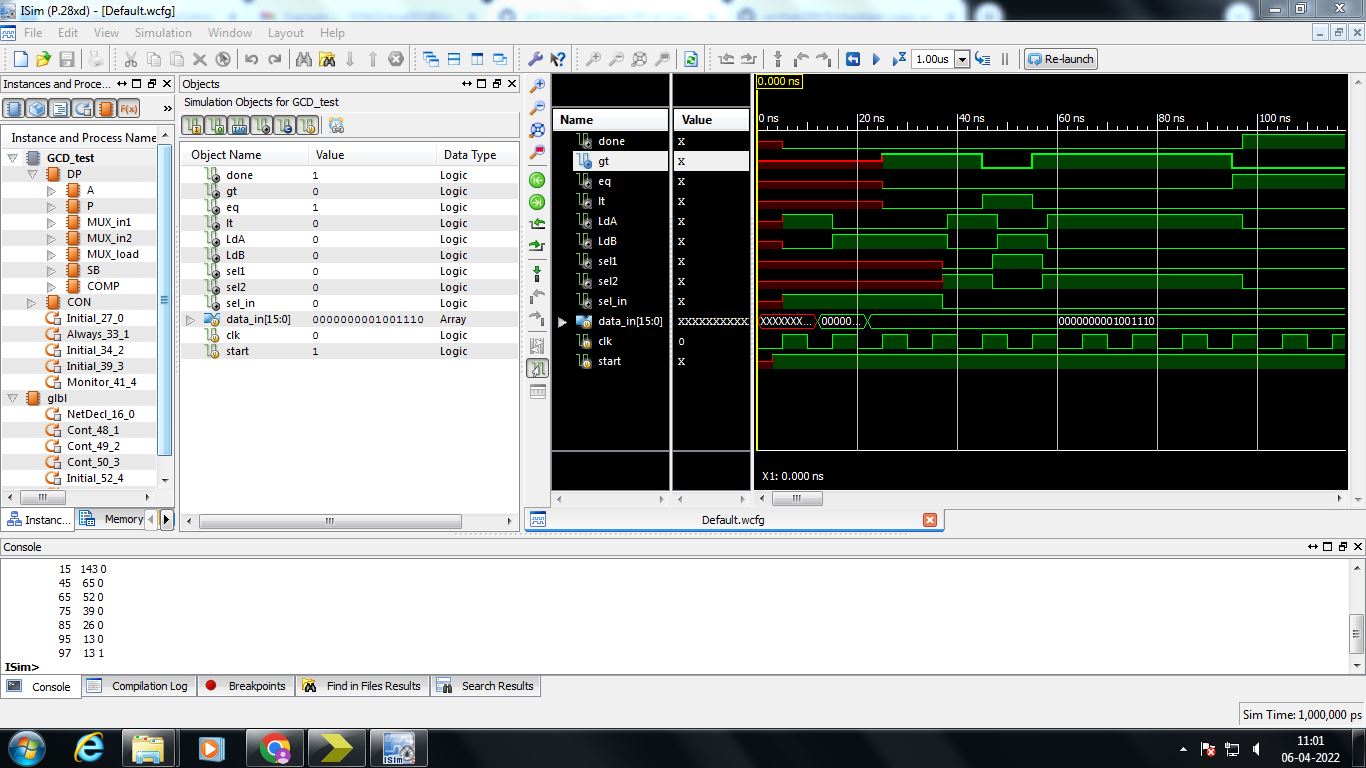 ISim (P.28xd) - [Default.wcfg]
File Edit View Simulation Window Layout Help
1.00us Re-launch
Instances and Proce...
F(x)
Instance and Process Name
GCD_test
DP
A
P
MUX_in1
MUX_in2
MUX_load
SB
COMP
CON
Initial_27_0
Always_33_1
Initial_34_2
Initial_39_3
Monitor_41_4
glbl
NetDecl_16_0
Cont_48_1
Cont_49_2
Cont_50_3
Initial_52_4
Instanc... Memory
Objects
Simulation Objects for GCD_test
Object Name Value Data Type
done 1 Logic
gt 0 Logic
eq 1 Logic
lt 0 Logic
LdA 0 Logic
LdB 0 Logic
sel1 0 Logic
sel2 0 Logic
sel_in 0 Logic
data_in[15:0] 0000000001001110 Array
clk 0 Logic
start 1 Logic
Name Value
done X
gt X
eq X
lt X
LdA X
LdB X
sel1 X
sel2 X
sel_in X
data_in[15:0] XXXXXXXXXX
clk 0
start X
0.000 ns
0 ns 20 ns 40 ns 60 ns 80 ns 100 ns
XXXXXXX... 00000... 0000000001001110
X1: 0.000 ns
Default.wcfg
Console
15 143 0
45 65 0
65 52 0
75 39 0
85 26 0
95 13 0
97 13 1
ISim>
Console Compilation Log Breakpoints Find in Files Results Search Results
Sim Time: 1,000,000 ps
ISim
11:01
06-04-2022